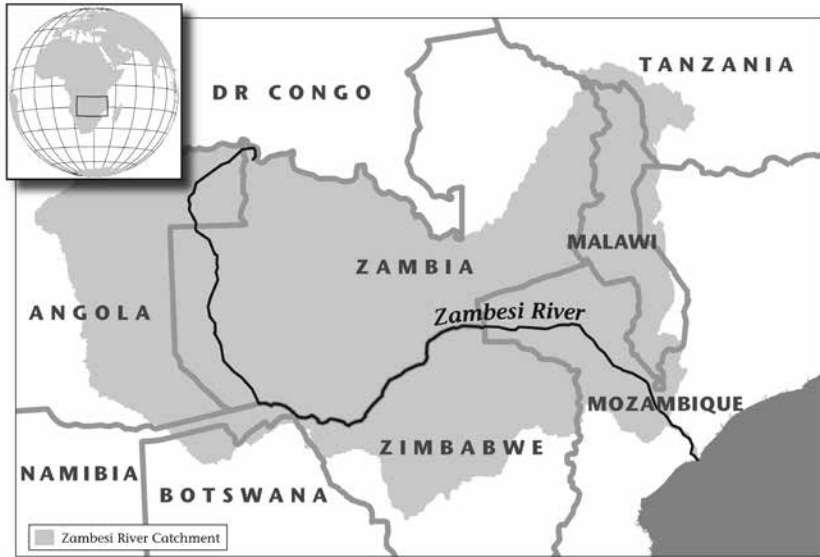 TANZANIA
DR CONGO
MALAWI
ZAMBIA
ANGOLA
Zambesi River
MOZAMBIQUE
ZIMBABWE
NAMIBIA
BOTSWANA
Zambesi River Catchment